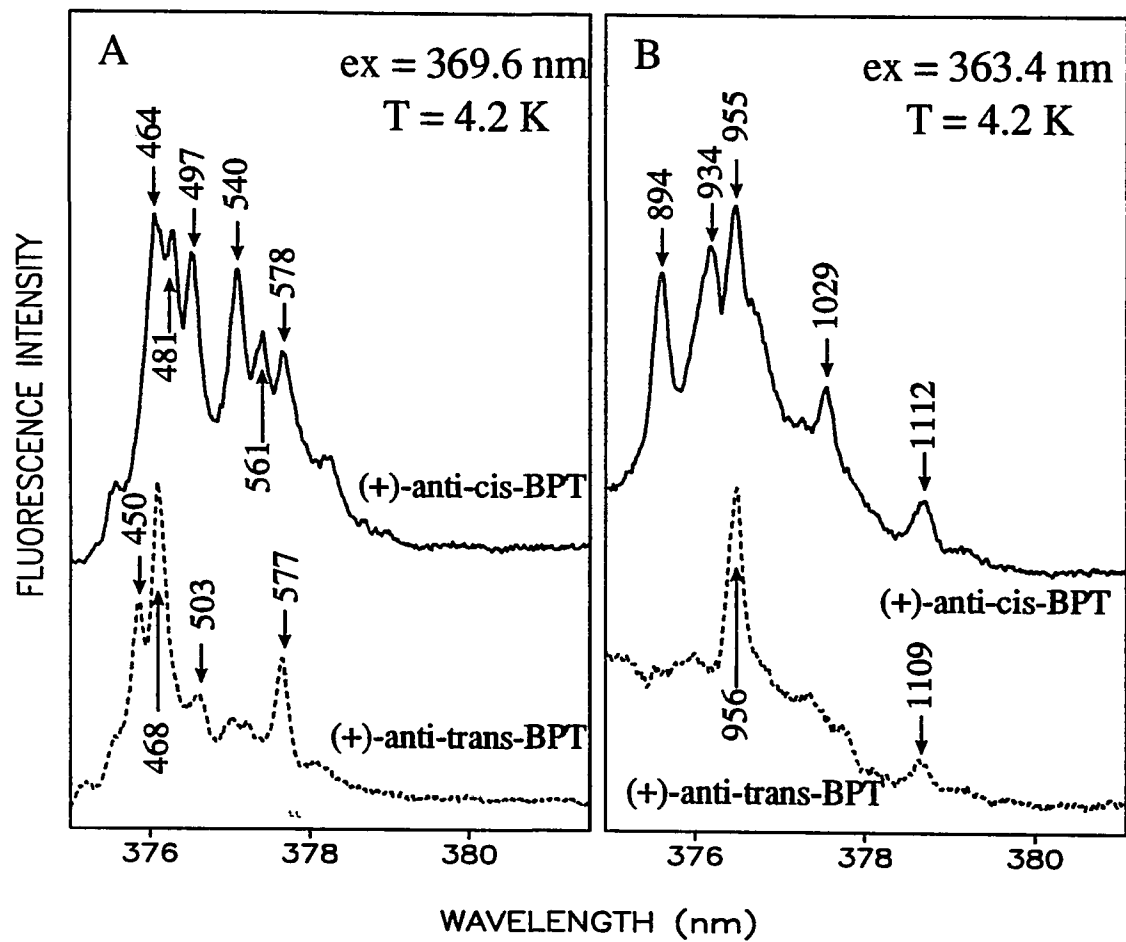 FLUORESCENCE INTENSITY
A
ex = 369.6 nm
T = 4.2 K
464
481
497
540
561
578
(+)-anti-cis-BPT
450
468
503
577
(+)-anti-trans-BPT
376
378
380
B
ex = 363.4 nm
T = 4.2 K
894
934
955
1029
1112
(+)-anti-cis-BPT
956
1109
(+)-anti-trans-BPT
376
378
380
WAVELENGTH (nm)